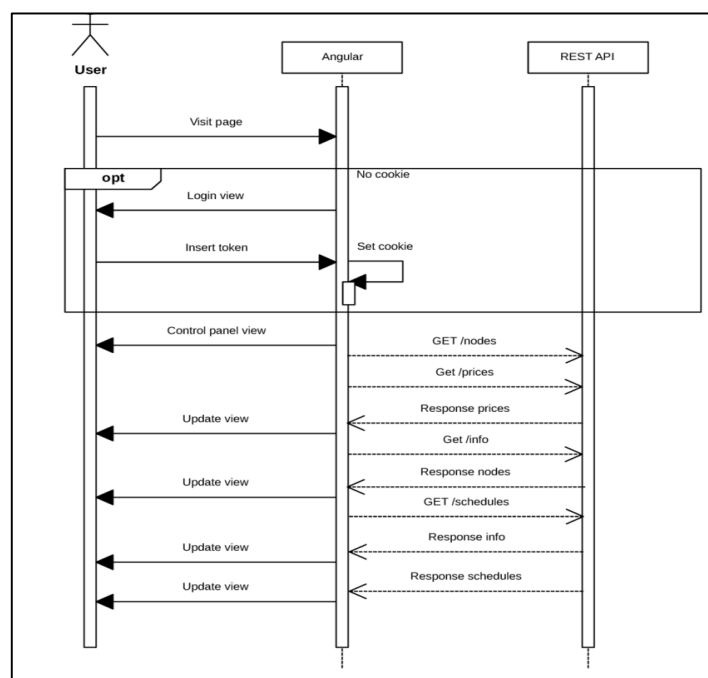 User
Angular
REST API
Visit page
opt
No cookie
Login view
Insert token
Set cookie
Control panel view
GET /nodes
Get /prices
Response prices
Update view
Get /info
Response nodes
Update view
GET /schedules
Response info
Update view
Response schedules
Update view